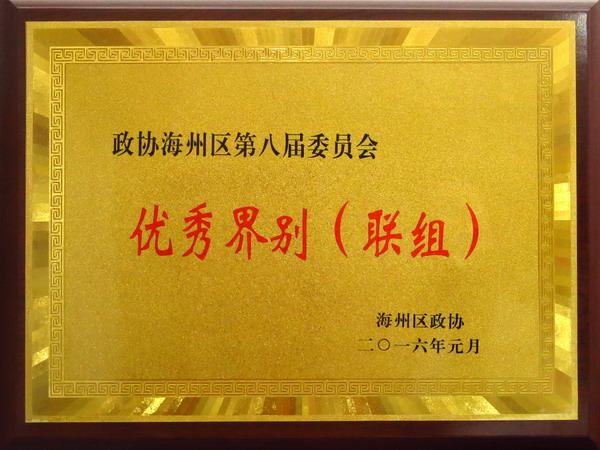 政协海州区第八届委员会
优秀界别（联组）
海州区政协
二〇一六年元月